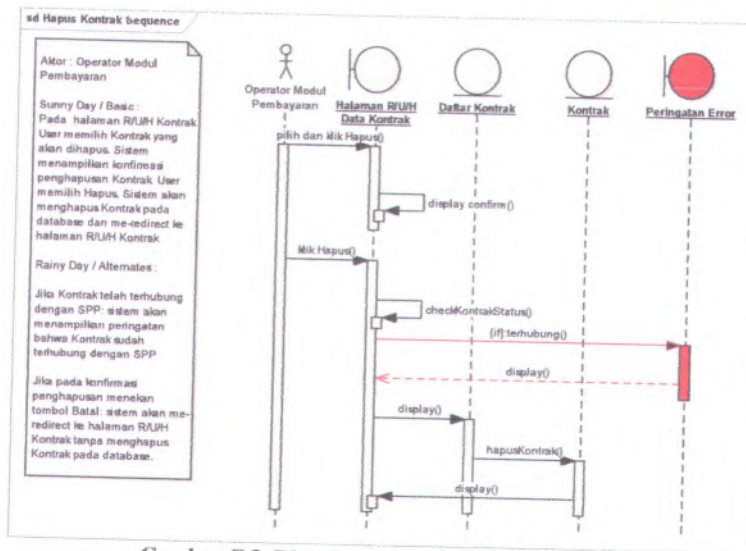 sd Hapus Kontrak Sequence
Aktor : Operator Modul
Pembayaran
Sunny Day / Basic :
Pada halaman R/U/H Kontrak
User memilih Kontrak yang
akan dihapus. Sistem
menampilkan konfirmasi
penghapusan Kontrak. User
memilih Hapus. Sistem akan
menghapus Kontrak pada
database dan me-redirect ke
halaman R/U/H Kontrak
Rainy Day / Alternates :
Jika Kontrak telah terhubung
dengan SPP: sistem akan
menampilkan peringatan
bahwa Kontrak sudah
terhubung dengan SPP
Jika pada konfirmasi
penghapusan menekan
tombol Batal: sistem akan me-
redirect ke halaman R/U/H
Kontrak tanpa menghapus
Kontrak pada database.
Operator Modul
Pembayaran
Halaman R/U/H
Data Kontrak
Daftar Kontrak
Kontrak
Peringatan Error
pilih dan klik Hapus()
display confirm()
klik Hapus()
checkKontrakStatus()
[if]:terhubung()
display()
display()
hapusKontrak()
display()